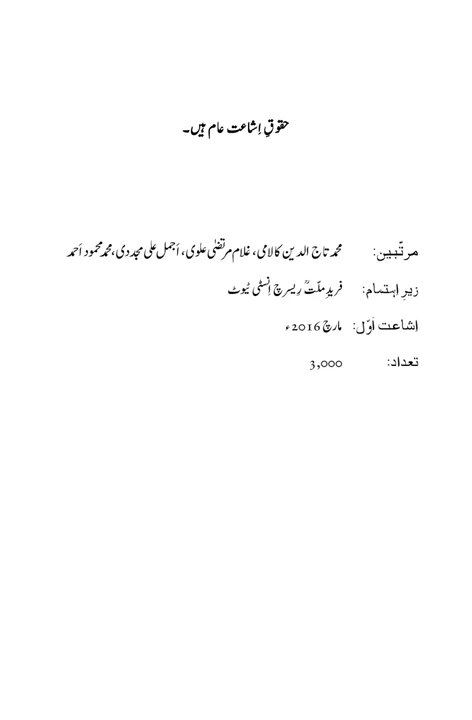 حقوقِ اِشاعت عام ہیں۔
مرتّبین: محمد تاج الدین کالامی، غلام مرتضیٰ علوی، اَجمل علی مجددی، محمد محمود اَحمد
زیرِ اہتمام: فریدِ ملّتؒ رِیسرچ اِنسٹی ٹیوٹ
اشاعت اَوّل: مارچ 2016ء
تعداد: 3,000